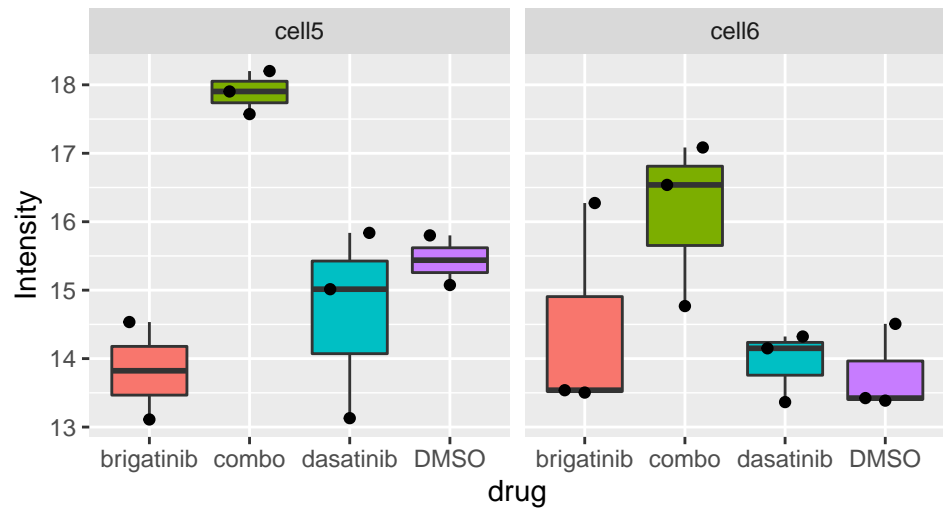 cell5 cell6
18
17
16
15
14
13
Intensity
brigatinib combo dasatinib DMSO brigatinib combo dasatinib DMSO
drug